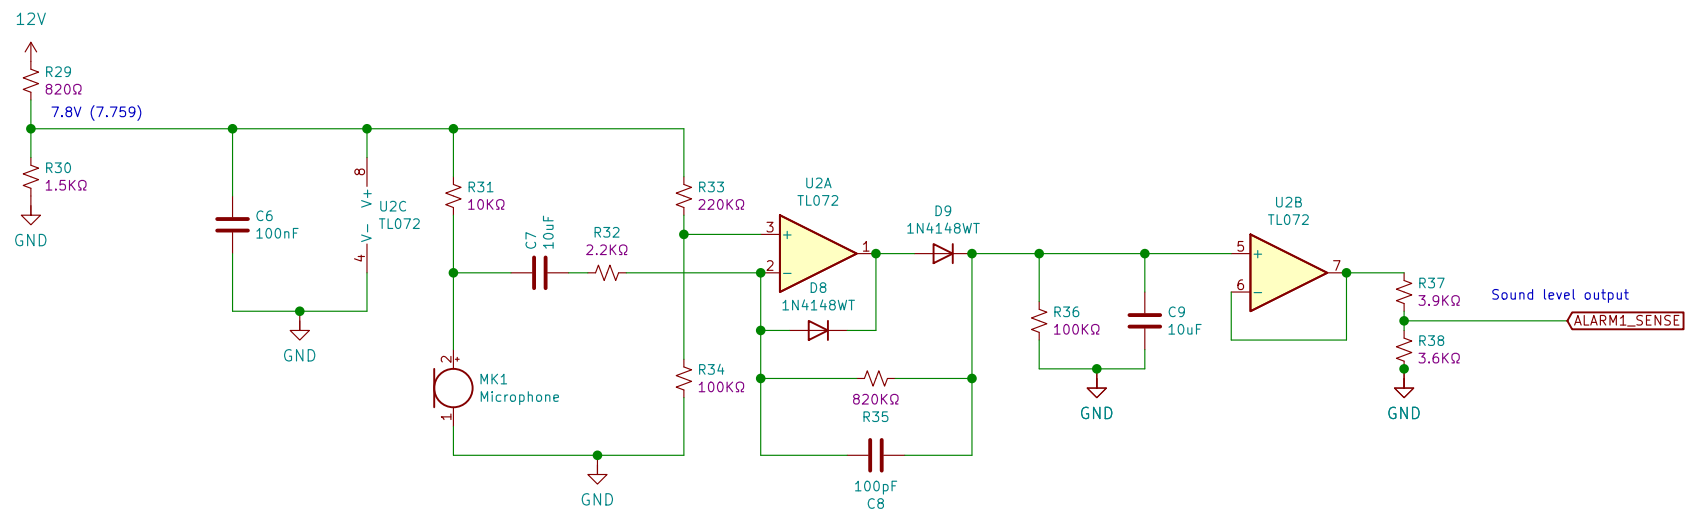 12V
R29
820Ω
7.8V (7.759)
R30
1.5KΩ
GND
C6
100nF
8
V+
U2C
TL072
V-
4
GND
R31
10KΩ
C7
10uF
R32
2.2KΩ
2
+
MK1
Microphone
1
GND
R33
220KΩ
R34
100KΩ
U2A
TL072
3
+
2
−
1
D8
1N4148WT
820KΩ
R35
100pF
C8
D9
1N4148WT
R36
100KΩ
C9
10uF
GND
U2B
TL072
5
+
6
−
7
R37
3.9KΩ
R38
3.6KΩ
GND
Sound level output
ALARM1_SENSE